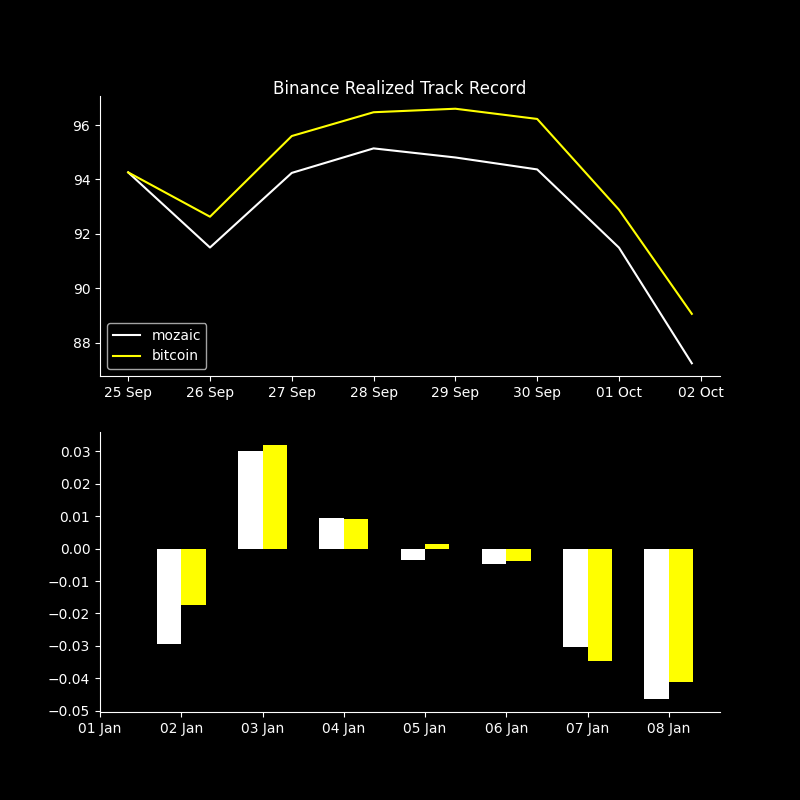 Binance Realized Track Record
96
94
92
90
88
mozaic
bitcoin
25 Sep 26 Sep 27 Sep 28 Sep 29 Sep 30 Sep 01 Oct 02 Oct
0.03
0.02
0.01
0.00
−0.01
−0.02
−0.03
−0.04
−0.05
01 Jan 02 Jan 03 Jan 04 Jan 05 Jan 06 Jan 07 Jan 08 Jan